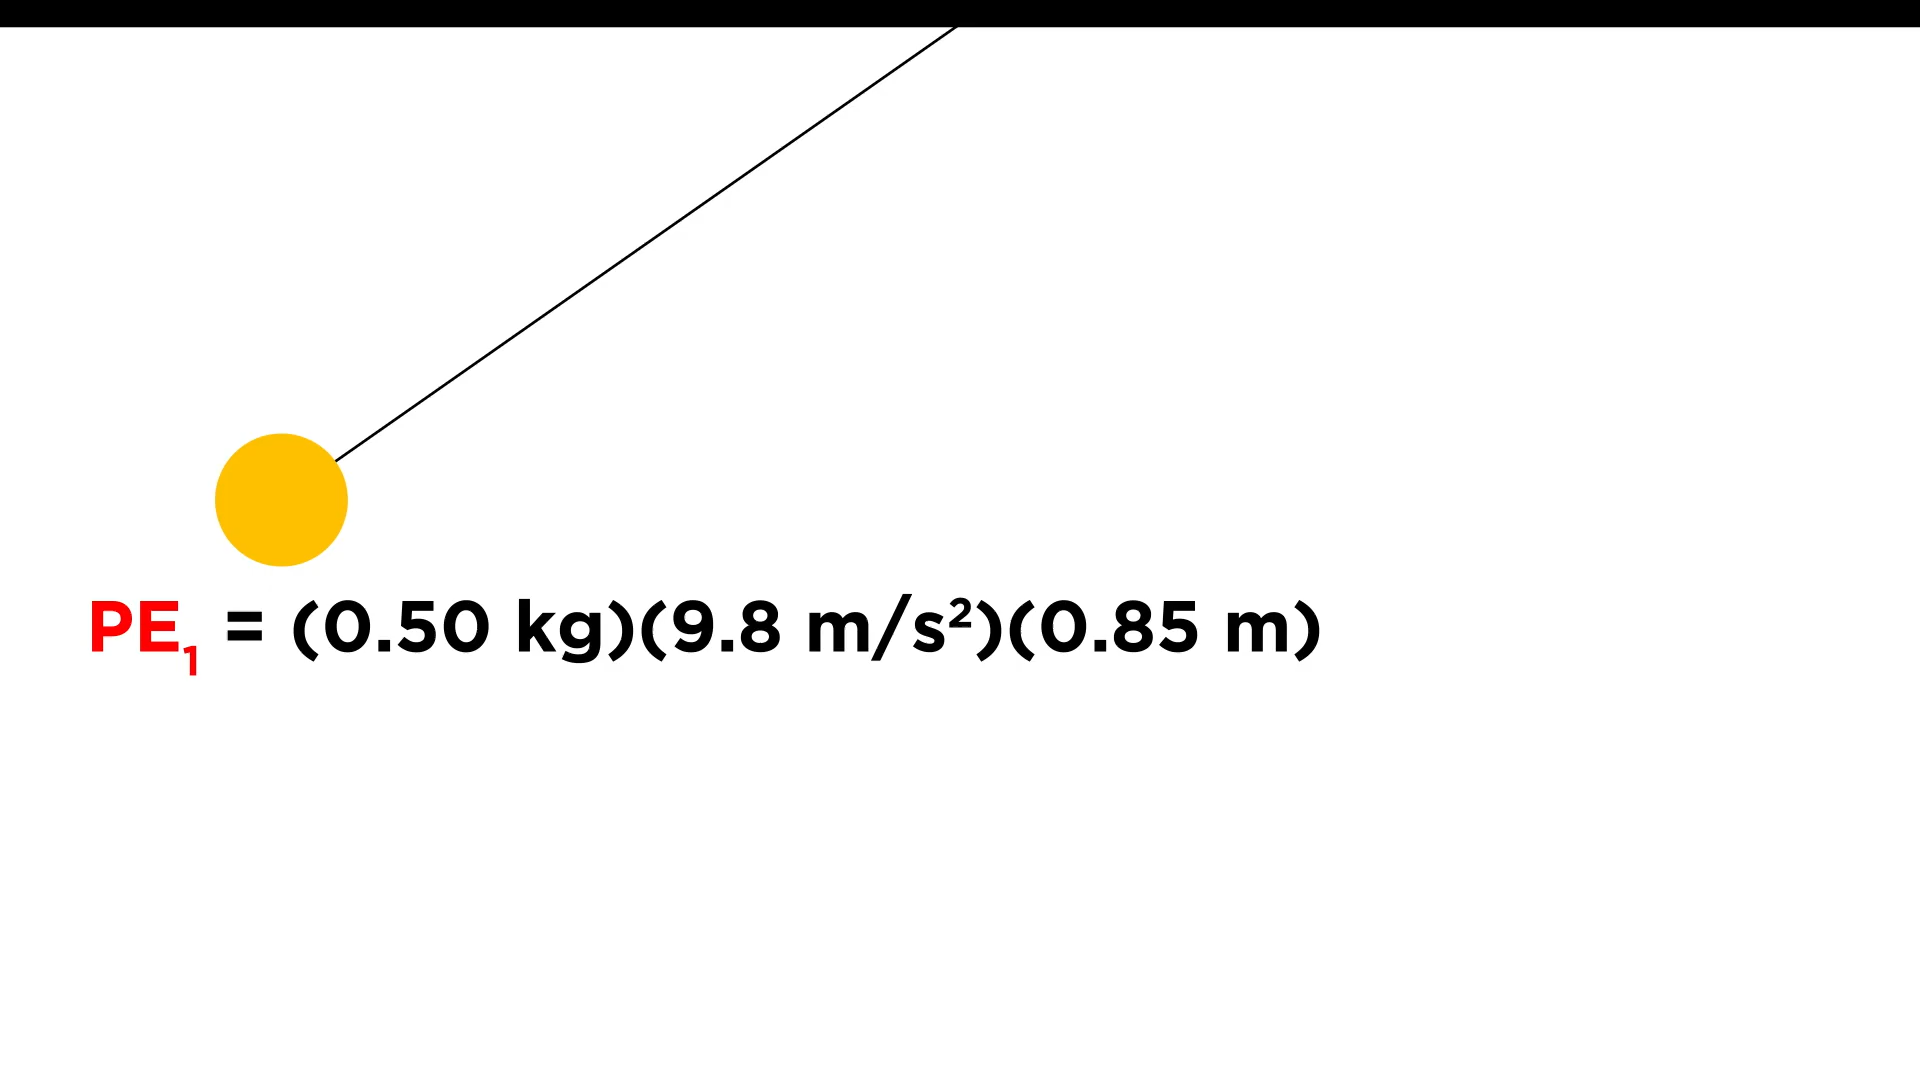 PE₁ = (0.50 kg)(9.8 m/s²)(0.85 m)